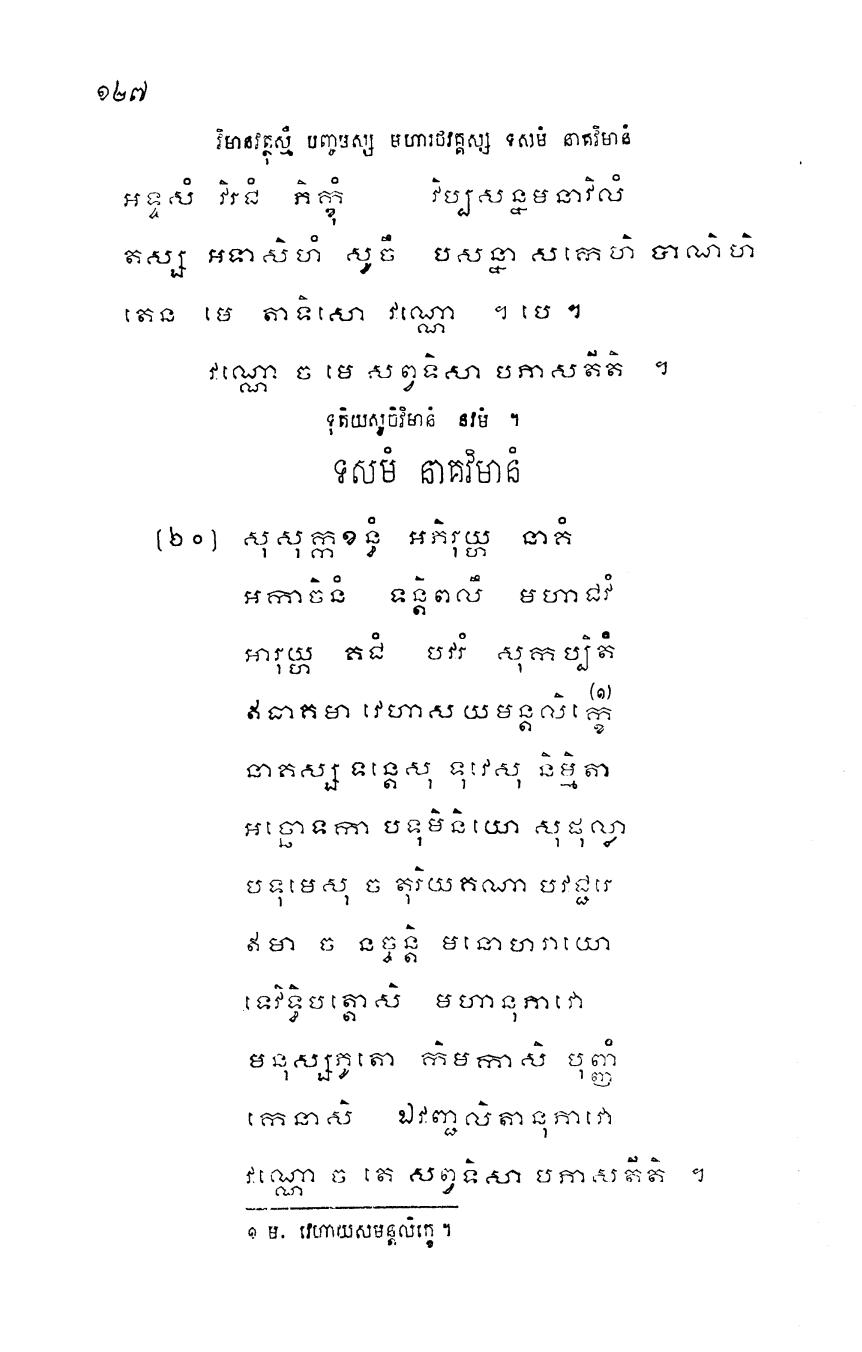 ១២៧
វិមានវត្ថុស្មឹ បញ្ចមស្ស មហារថវគ្គស្ស ទសមំ នាគវិមានំ
អទ្ទសំ វិរជំ ភិក្ខុំ វិប្បសន្នមនាវិលំ
តស្ស អទាសិហំ សូចឹ បសន្នា សកេហិ បាណិហិ
តេន មេ តាទិសោ វណ្ណោ ។ បេ ។
វណ្ណោ ច មេ សព្វទិសា បភាសតីតិ ។
ទុតិយសូចិវិមានំ នវមំ ។
ទសមំ នាគវិមានំ
(៦០) សុសុក្កខន្ធំ អភិរុយ្ហ នាគំ
អកាចិនំ ទន្តិពលឹ មហាជវំ
អារុយ្ហ គជំ បវរំ សុកប្បិតំ
ឥធាគមា វេហាសយមន្តលិក្ខេ(១)
នាគស្ស ទន្តេសុ ទុវេសុ និម្មិតា
អច្ឆោទកា បទុមិនិយោ សុផុល្លា
បទុមេសុ ច តុរិយគណា បវជ្ជរេ
ឥមា ច នច្ចន្តិ មនោហរាយោ
ទេវិទ្ធិបត្តោសិ មហានុភាវោ
មនុស្សភូតោ កិមកាសិ បុញ្ញំ
កេនាសិ ឯវញ្ជលិតានុភាវោ
វណ្ណោ ច តេ សព្វទិសា បភាសតីតិ ។
១ ម. វេហាយសមន្តលិក្ខេ ។